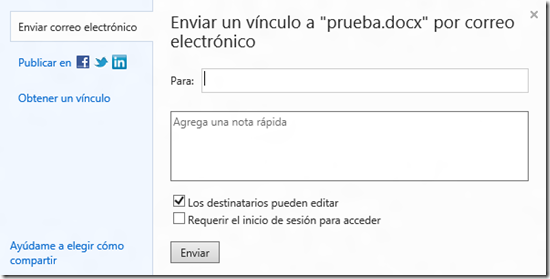 Enviar correo electrónico
Publicar en
Obtener un vínculo
Ayúdame a elegir cómo
compartir
Enviar un vínculo a "prueba.docx" por correo
electrónico
Para:
Agrega una nota rápida
Los destinatarios pueden editar
Requerir el inicio de sesión para acceder
Enviar